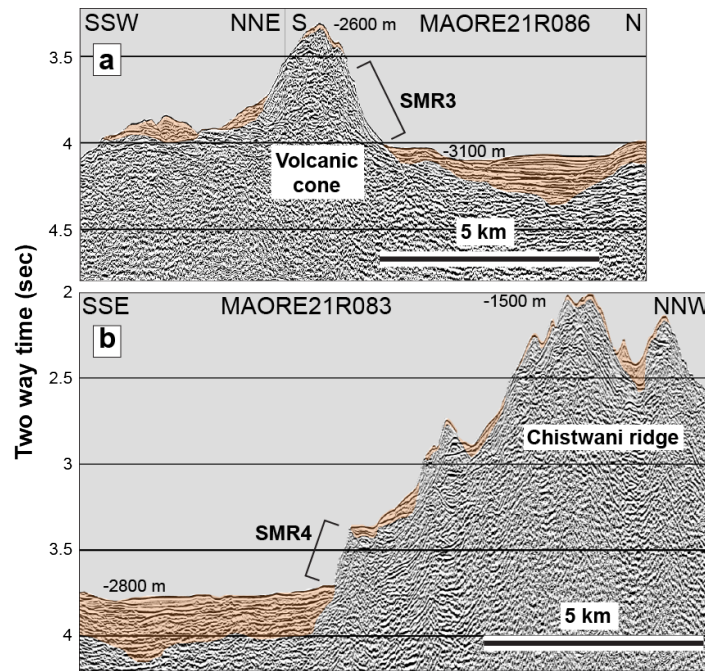 SSW NNE S -2600 m MAORE21R086 N
a
3.5
SMR3
4
-3100 m
Volcanic
cone
5 km
4.5
Two way time (sec)
2
SSE MAORE21R083 -1500 m NNW
b
2.5
Chistwani ridge
3
SMR4
3.5
-2800 m
5 km
4